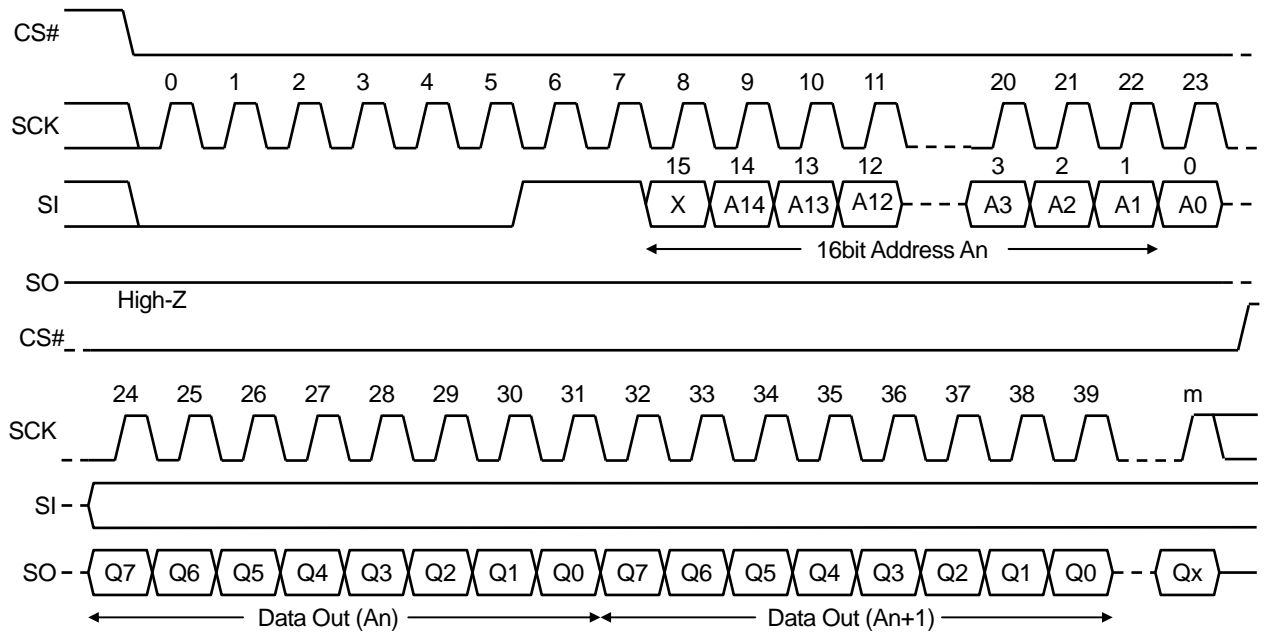 CS#
0 1 2 3 4 5 6 7 8 9 10 11 20 21 22 23
SCK
15 14 13 12 3 2 1 0
SI X A14 A13 A12 A3 A2 A1 A0
16bit Address An
SO
High-Z
CS#
24 25 26 27 28 29 30 31 32 33 34 35 36 37 38 39 m
SCK
SI
SO Q7 Q6 Q5 Q4 Q3 Q2 Q1 Q0 Q7 Q6 Q5 Q4 Q3 Q2 Q1 Q0 Qx
Data Out (An) Data Out (An+1)